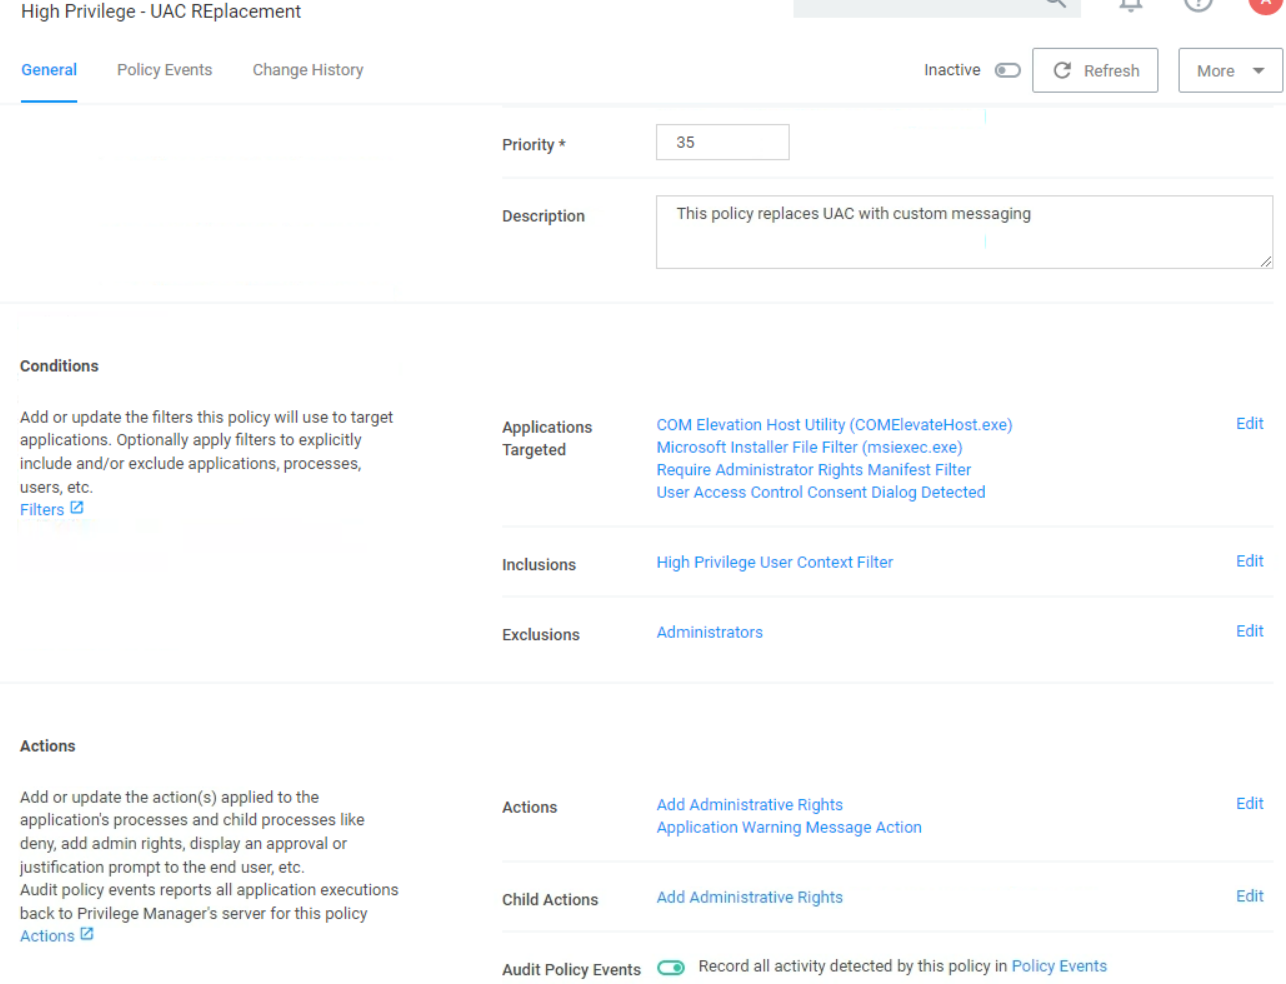 High Privilege - UAC REplacement
A
General
Policy Events
Change History
Inactive
Refresh
More
Priority *
35
Description
This policy replaces UAC with custom messaging
Conditions
Add or update the filters this policy will use to target
applications. Optionally apply filters to explicitly
include and/or exclude applications, processes,
users, etc.
Filters
Applications
Targeted
COM Elevation Host Utility (COMElevateHost.exe)
Microsoft Installer File Filter (msiexec.exe)
Require Administrator Rights Manifest Filter
User Access Control Consent Dialog Detected
Edit
Inclusions
High Privilege User Context Filter
Edit
Exclusions
Administrators
Edit
Actions
Add or update the action(s) applied to the
application's processes and child processes like
deny, add admin rights, display an approval or
justification prompt to the end user, etc.
Audit policy events reports all application executions
back to Privilege Manager's server for this policy
Actions
Actions
Add Administrative Rights
Application Warning Message Action
Edit
Child Actions
Add Administrative Rights
Edit
Audit Policy Events
Record all activity detected by this policy in Policy Events